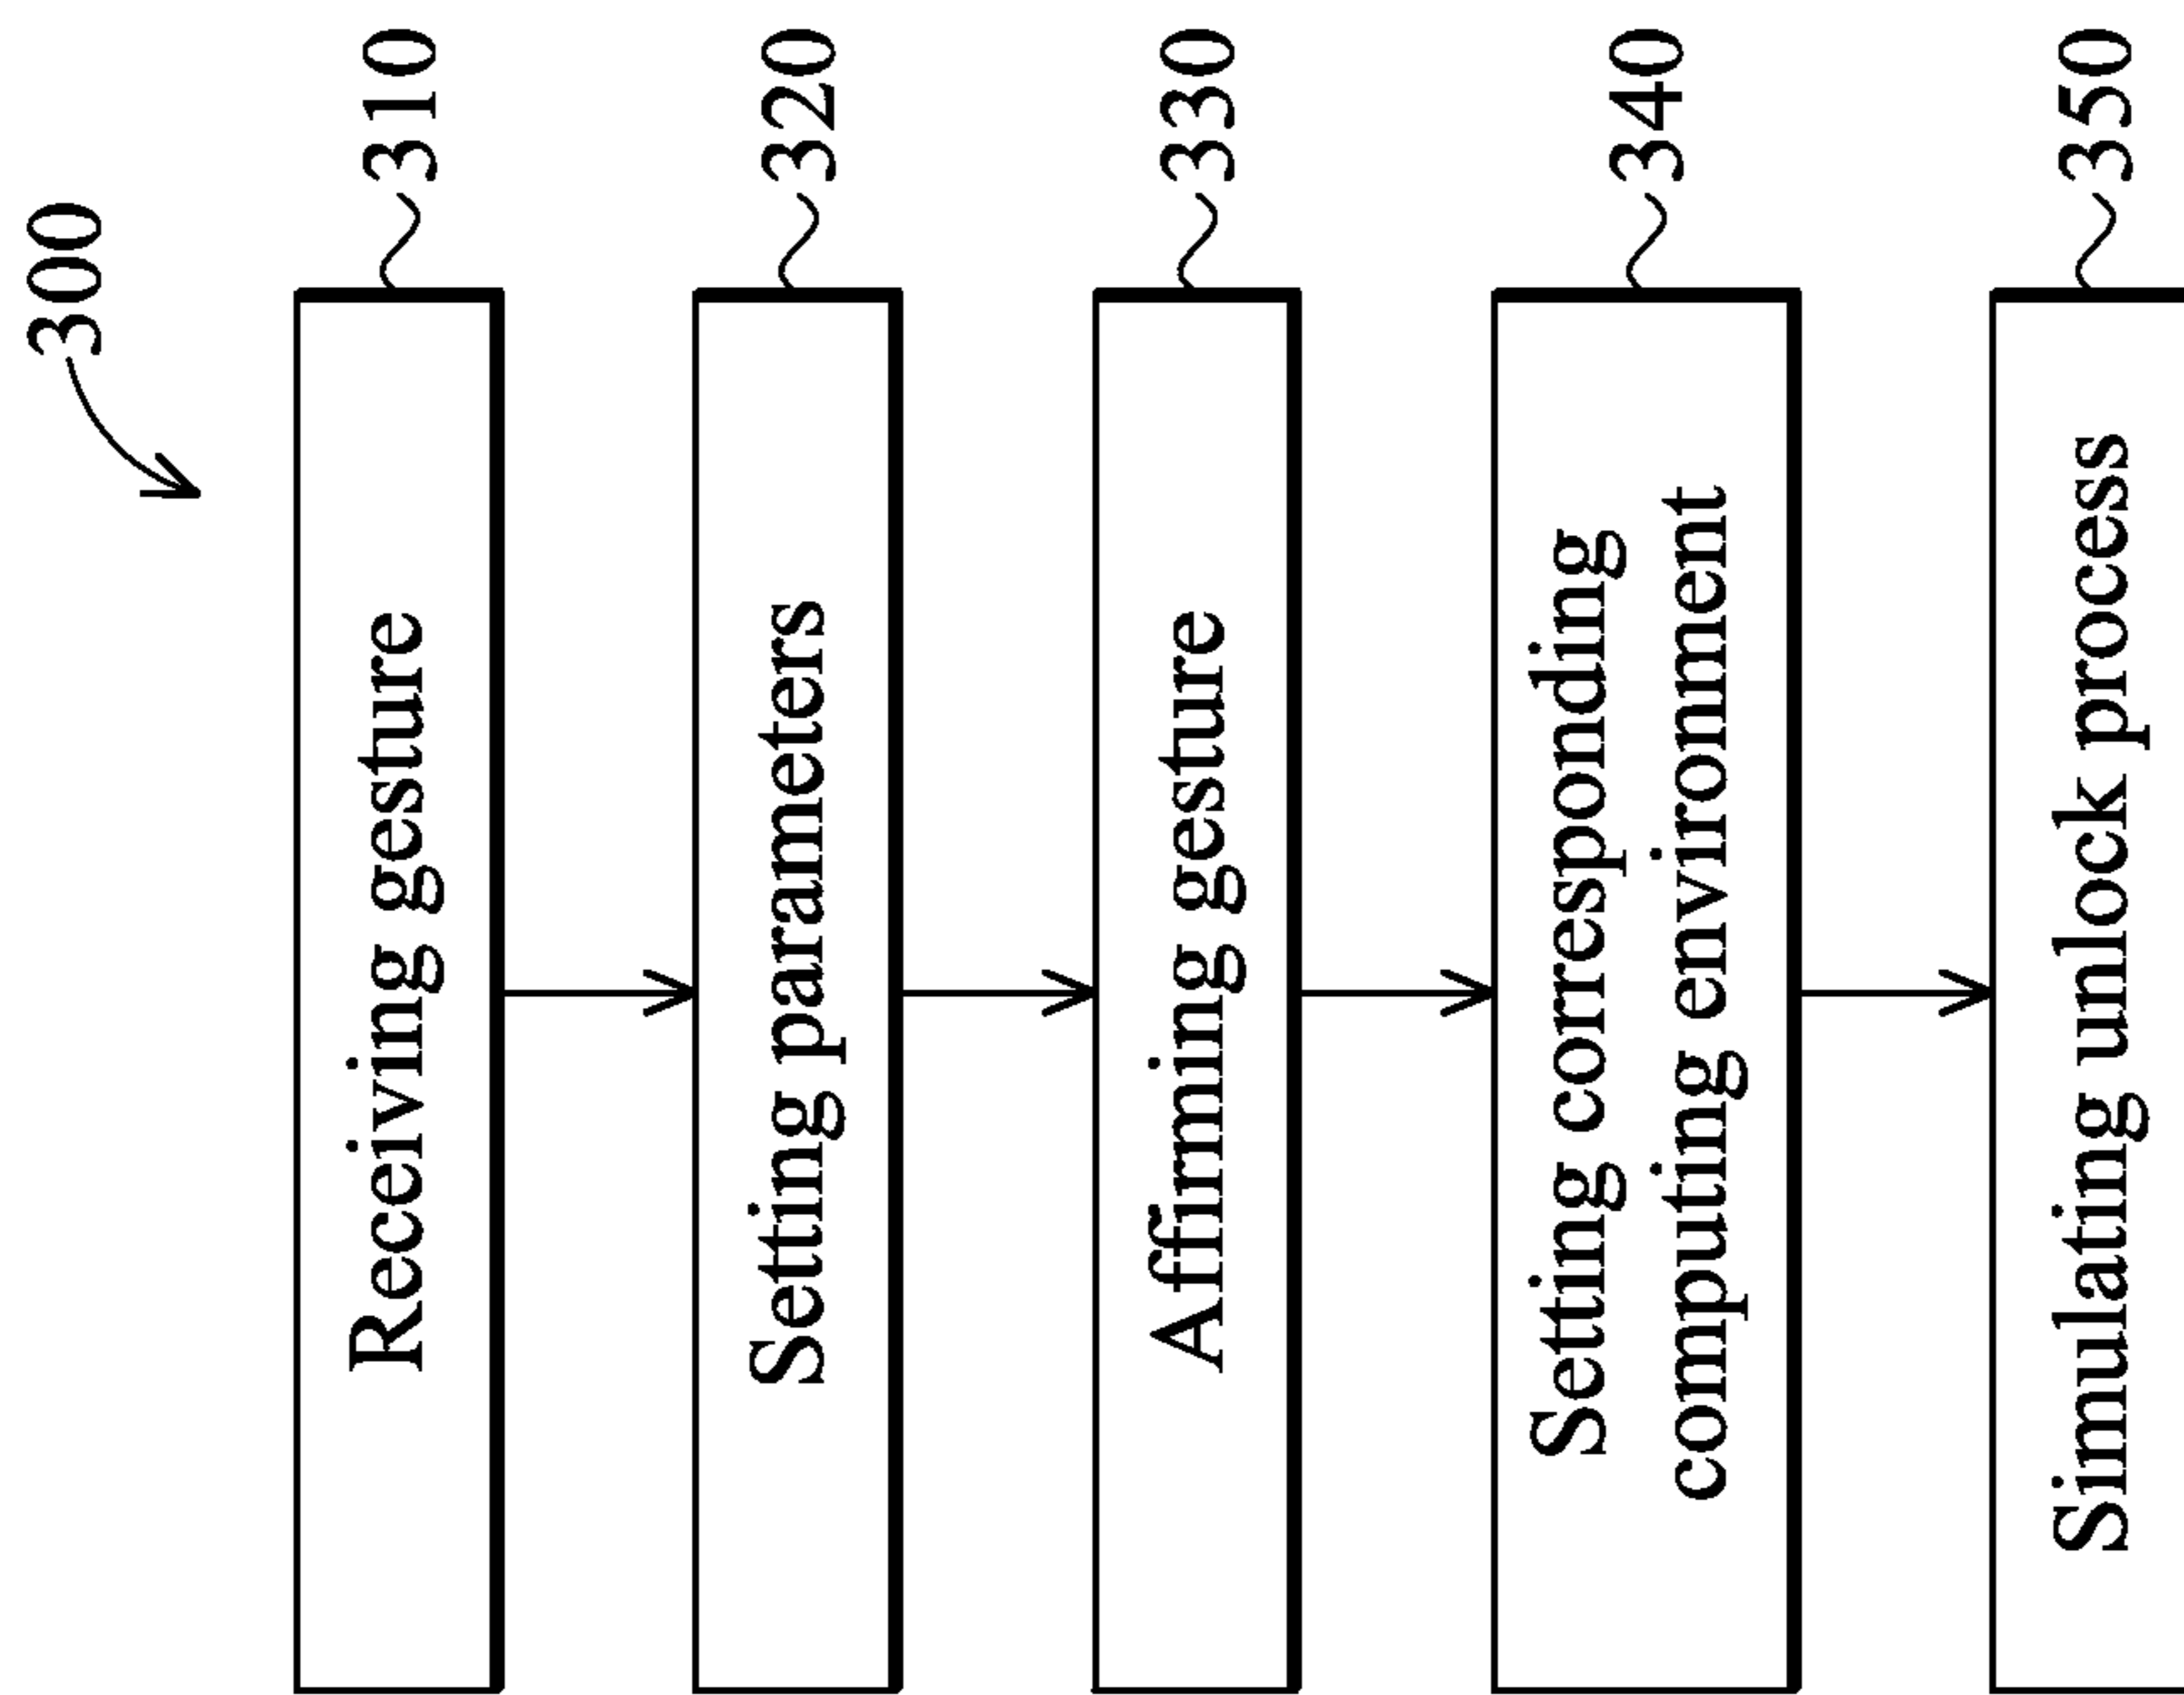 300
Receiving gesture
310
Setting parameters
320
Affirming gesture
330
Setting corresponding
computing environment
340
Simulating unlock process
350